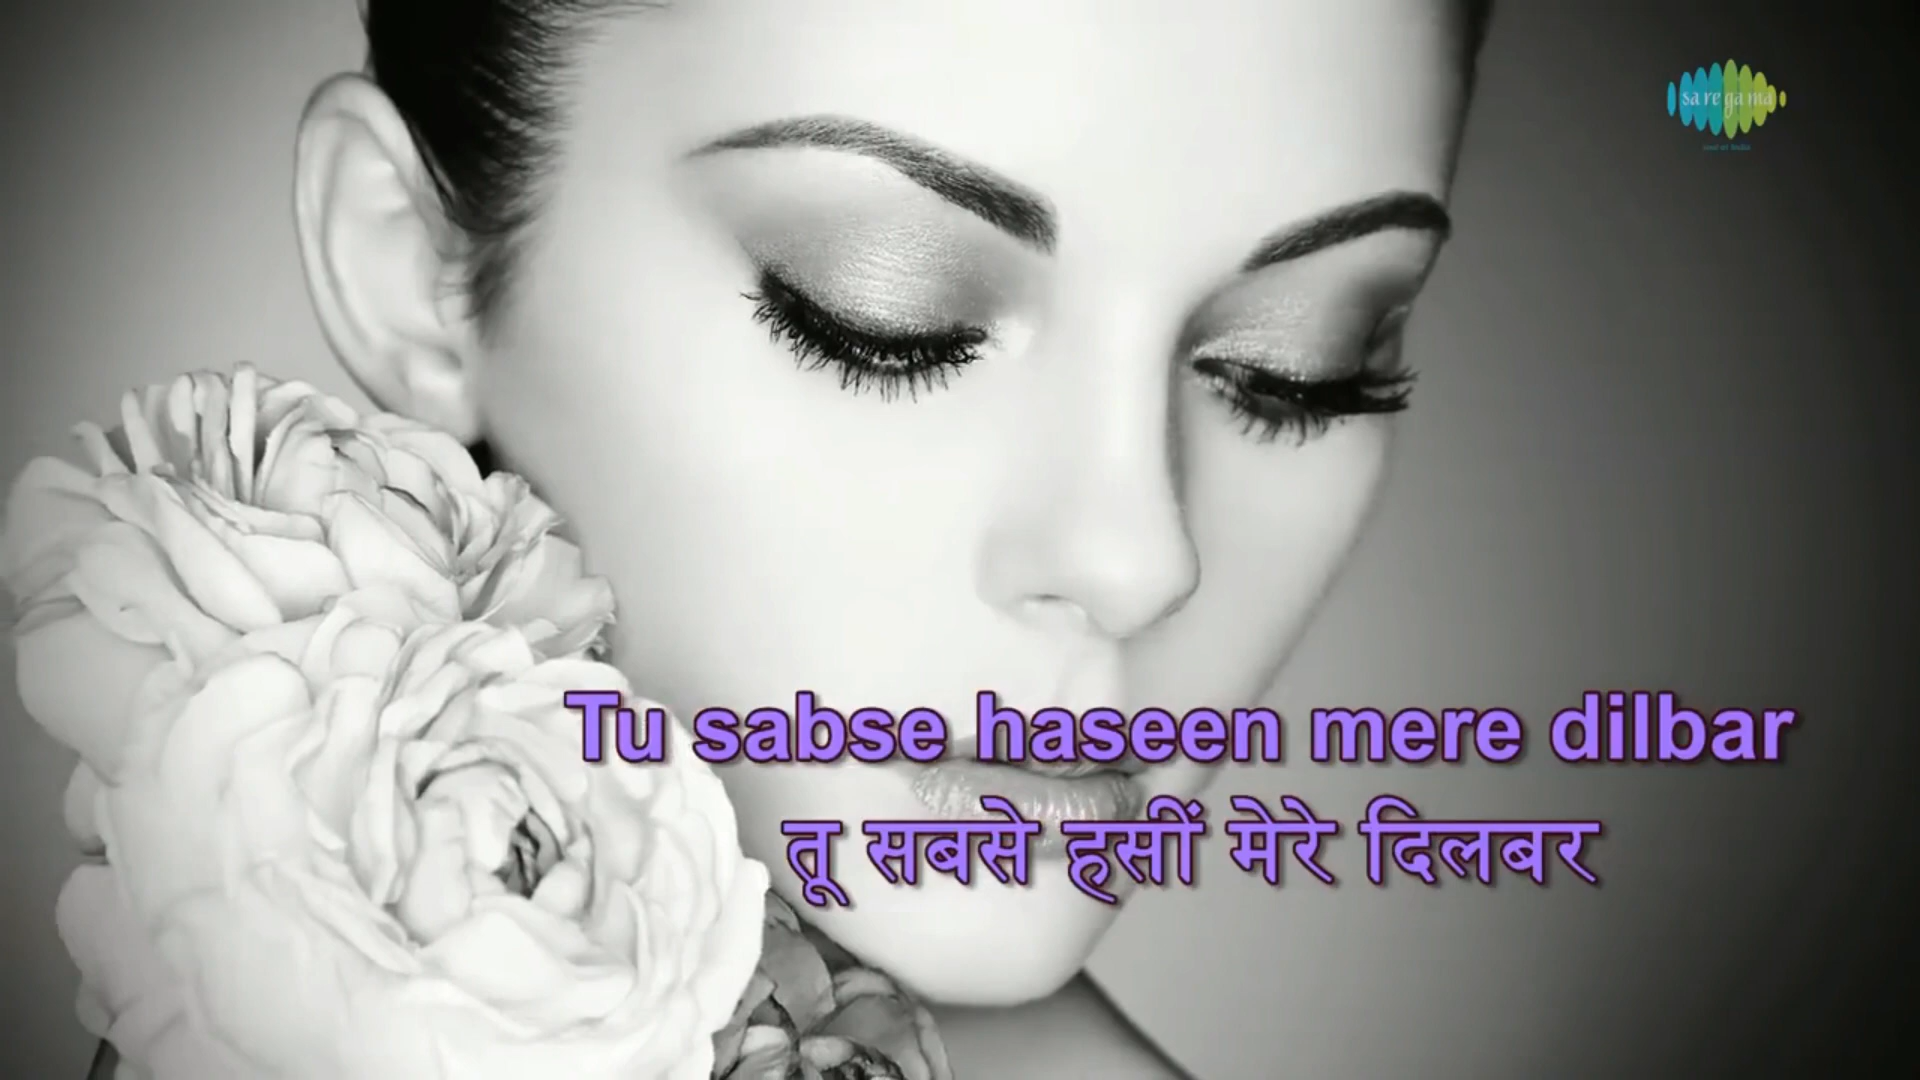 sa re ga ma
Tu sabse haseen mere dilbar
तू सबसे हसीं मेरे दिलबर